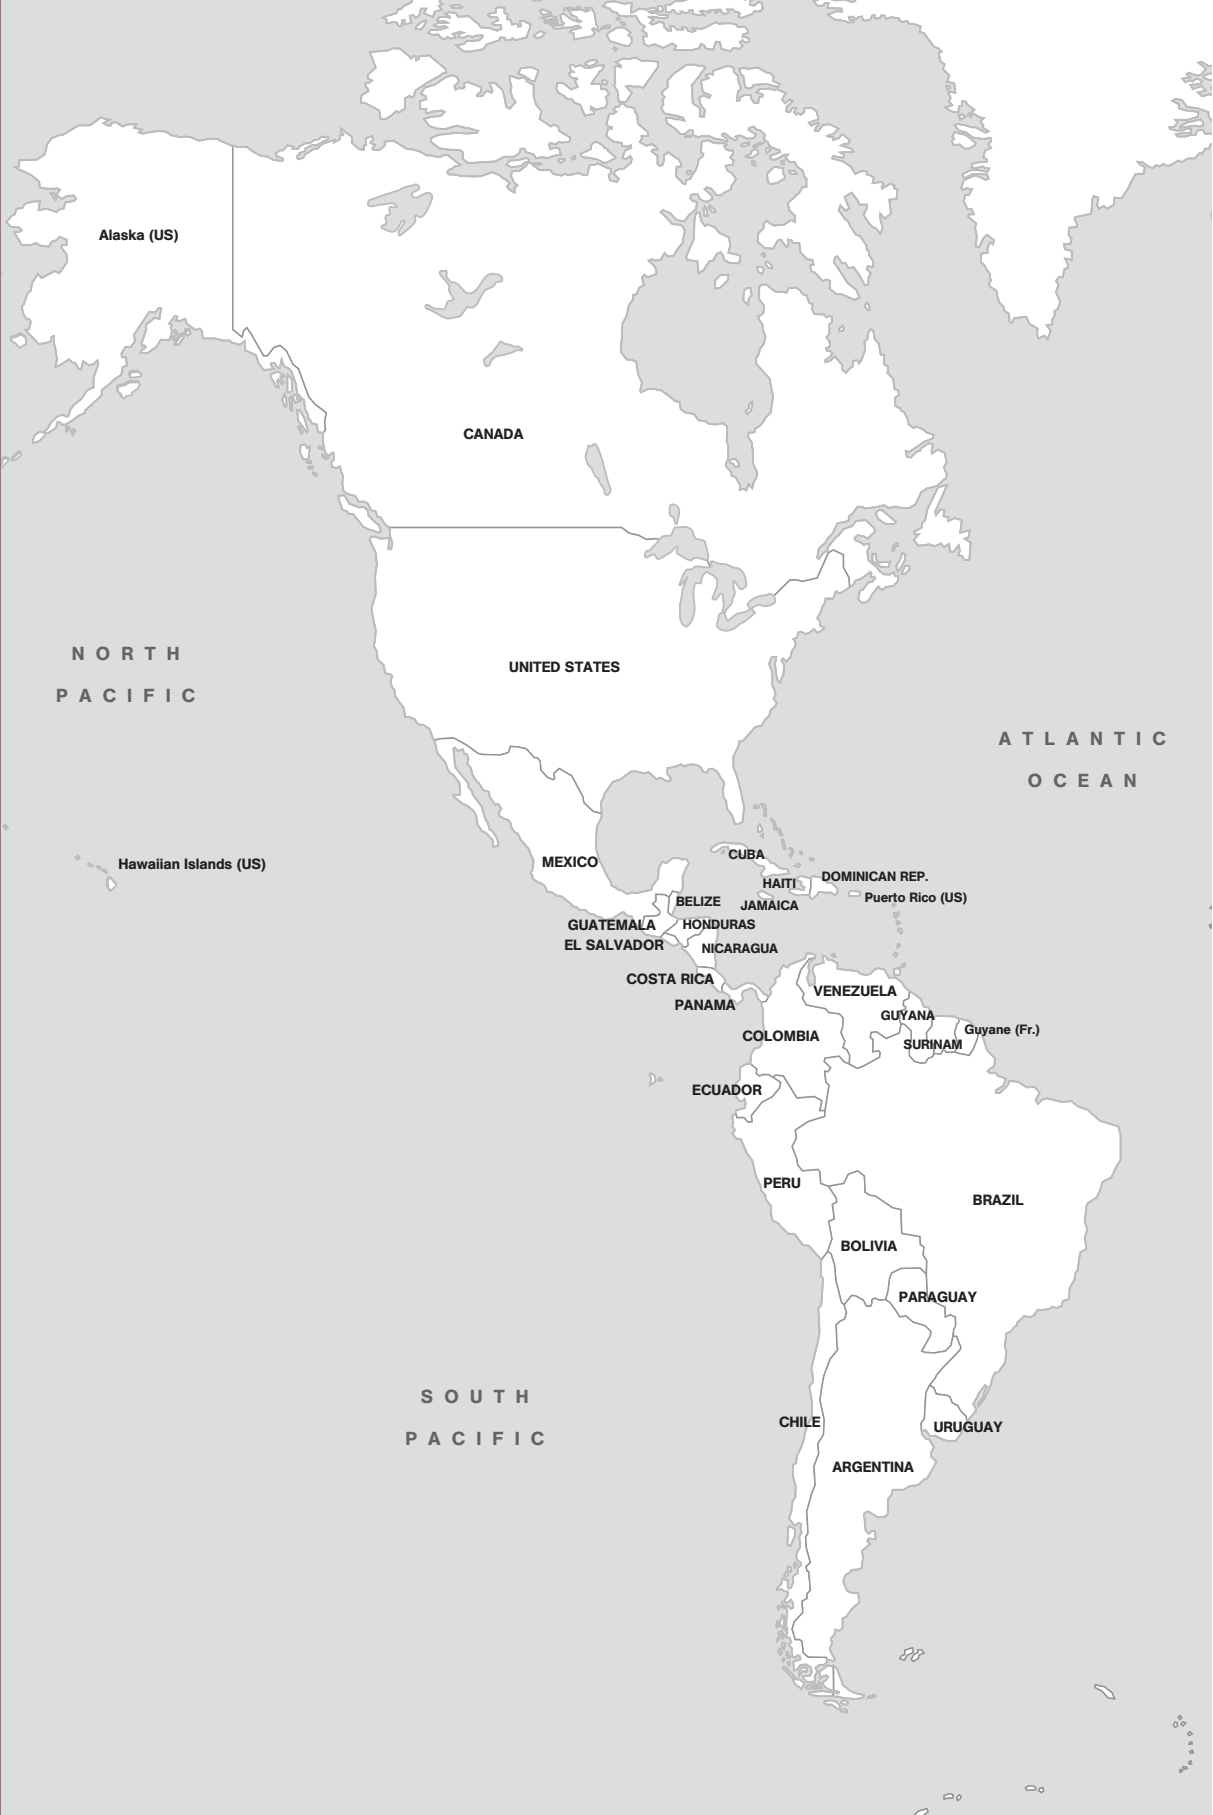 Alaska (US)
CANADA
NORTH
PACIFIC
UNITED STATES
ATLANTIC
OCEAN
Hawaiian Islands (US)
MEXICO
CUBA
HAITI
DOMINICAN REP.
JAMAICA
Puerto Rico (US)
BELIZE
GUATEMALA
HONDURAS
EL SALVADOR
NICARAGUA
COSTA RICA
PANAMA
VENEZUELA
GUYANA
Guyane (Fr.)
COLOMBIA
SURINAM
ECUADOR
PERU
BRAZIL
BOLIVIA
PARAGUAY
SOUTH
PACIFIC
CHILE
URUGUAY
ARGENTINA